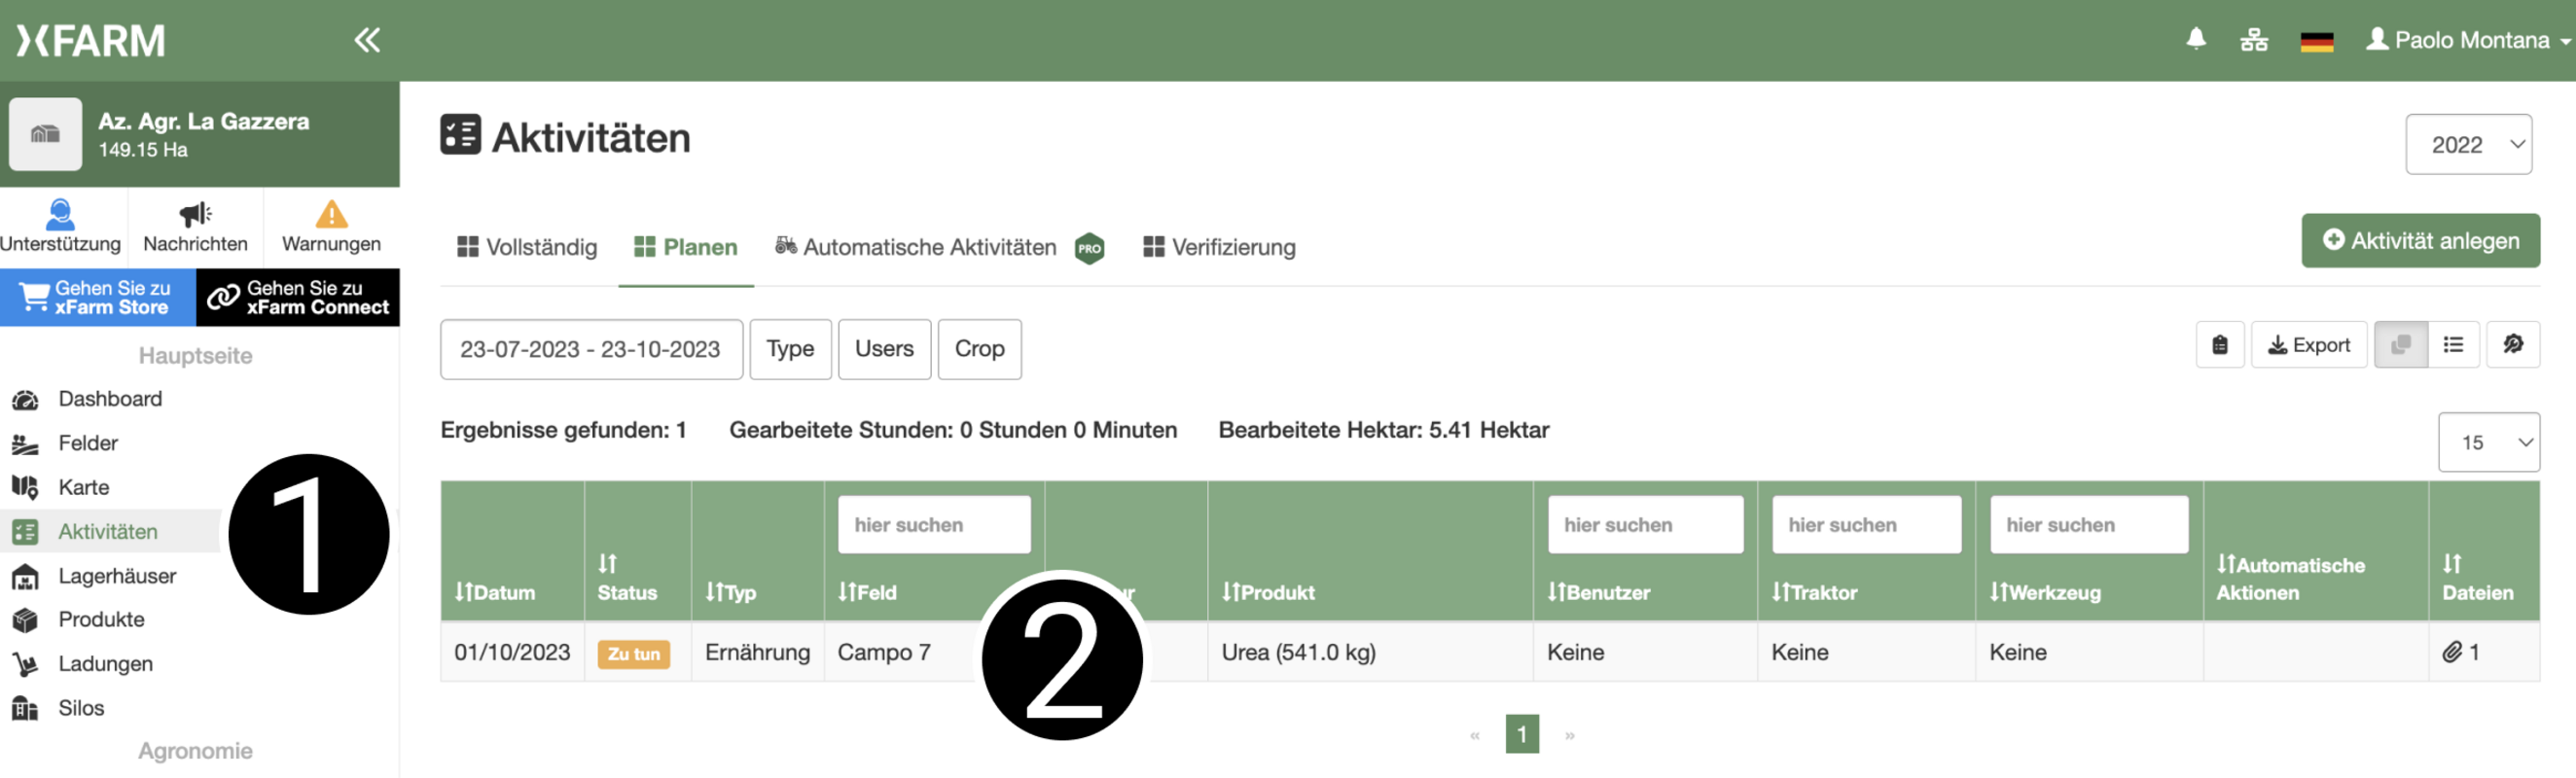 XFARM
Paolo Montana
Az. Agr. La Gazzera
149.15 Ha
Unterstützung Nachrichten Warnungen
Gehen Sie zu xFarm Store
Gehen Sie zu xFarm Connect
Hauptseite
Dashboard
Felder
Karte
Aktivitäten
Lagerhäuser
Produkte
Ladungen
Silos
Agronomie
1
Aktivitäten
2022
Vollständig Planen Automatische Aktivitäten PRO Verifizierung
Aktivität anlegen
23-07-2023 - 23-10-2023 Type Users Crop
Export
Ergebnisse gefunden: 1 Gearbeitete Stunden: 0 Stunden 0 Minuten Bearbeitete Hektar: 5.41 Hektar
15
hier suchen hier suchen hier suchen hier suchen
Datum Status Typ Feld Produkt Benutzer Traktor Werkzeug Automatische Aktionen Dateien
01/10/2023 Zu tun Ernährung Campo 7 Urea (541.0 kg) Keine Keine Keine 1
2
« 1 »